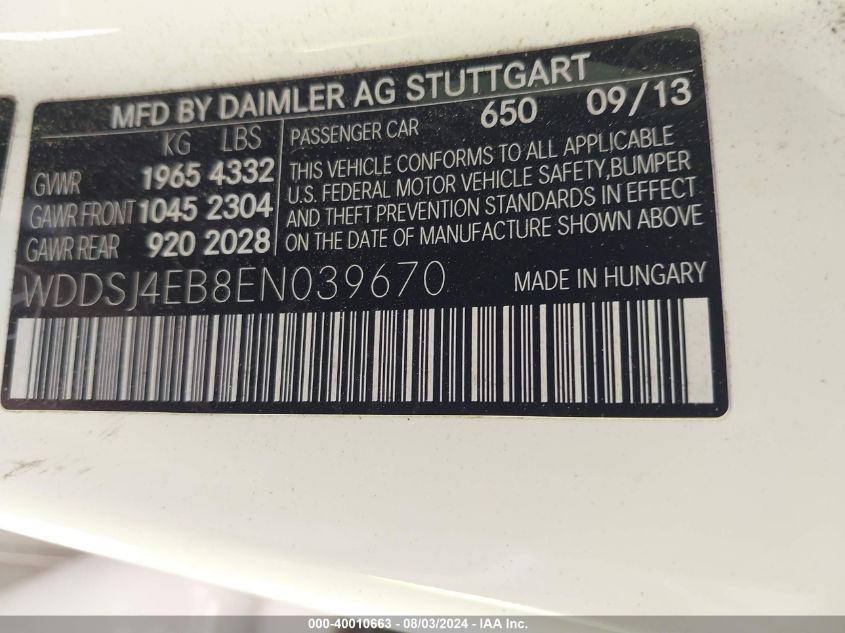 MFD BY DAIMLER AG STUTTGART
KG LBS
GVWR 1965 4332
GAWR FRONT 1045 2304
GAWR REAR 920 2028
PASSENGER CAR 650 09/13
THIS VEHICLE CONFORMS TO ALL APPLICABLE
U.S. FEDERAL MOTOR VEHICLE SAFETY,BUMPER
AND THEFT PREVENTION STANDARDS IN EFFECT
ON THE DATE OF MANUFACTURE SHOWN ABOVE
WDDSJ4EB8EN039670 MADE IN HUNGARY
000-40010663 - 08/03/2024 - IAA Inc.